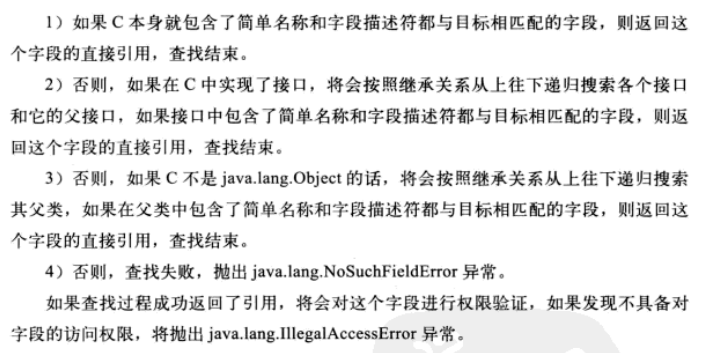 1）如果 C 本身就包含了简单名称和字段描述符都与目标相匹配的字段，则返回这
个字段的直接引用，查找结束。
2）否则，如果在 C 中实现了接口，将会按照继承关系从上往下递归搜索各个接口
和它的父接口，如果接口中包含了简单名称和字段描述符都与目标相匹配的字段，则返
回这个字段的直接引用，查找结束。
3）否则，如果 C 不是 java.lang.Object 的话，将会按照继承关系从上往下递归搜索
其父类，如果在父类中包含了简单名称和字段描述符都与目标相匹配的字段，则返回这
个字段的直接引用，查找结束。
4）否则，查找失败，抛出 java.lang.NoSuchFieldError 异常。
如果查找过程成功返回了引用，将会对这个字段进行权限验证，如果发现不具备对
字段的访问权限，将抛出 java.lang.IllegalAccessError 异常。